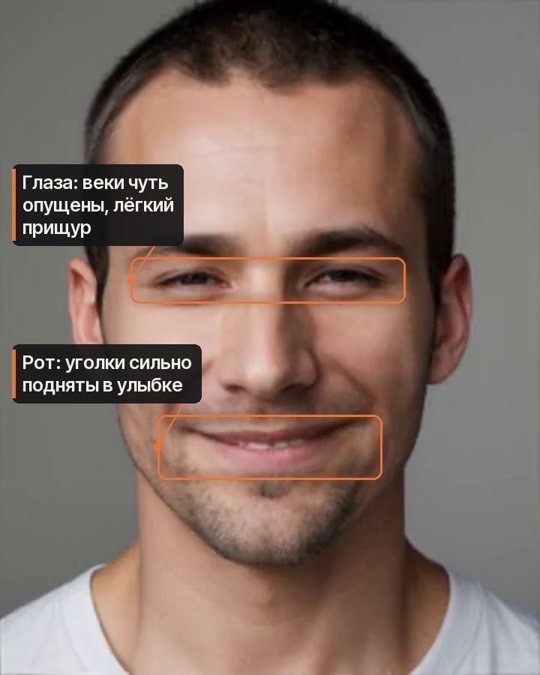 Глаза: веки чуть
опущены, лёгкий
прищур
Рот: уголки сильно
подняты в улыбке